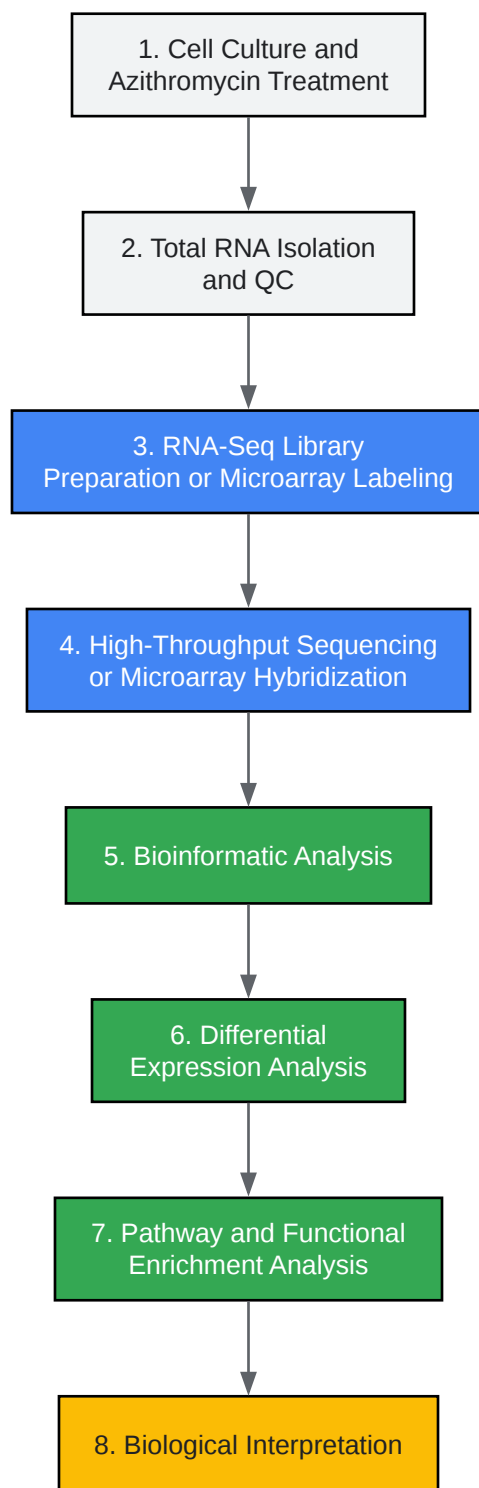 1. Cell Culture and
Azithromycin Treatment
2. Total RNA Isolation
and QC
3. RNA-Seq Library
Preparation or Microarray Labeling
4. High-Throughput Sequencing
or Microarray Hybridization
5. Bioinformatic Analysis
6. Differential
Expression Analysis
7. Pathway and Functional
Enrichment Analysis
8. Biological Interpretation